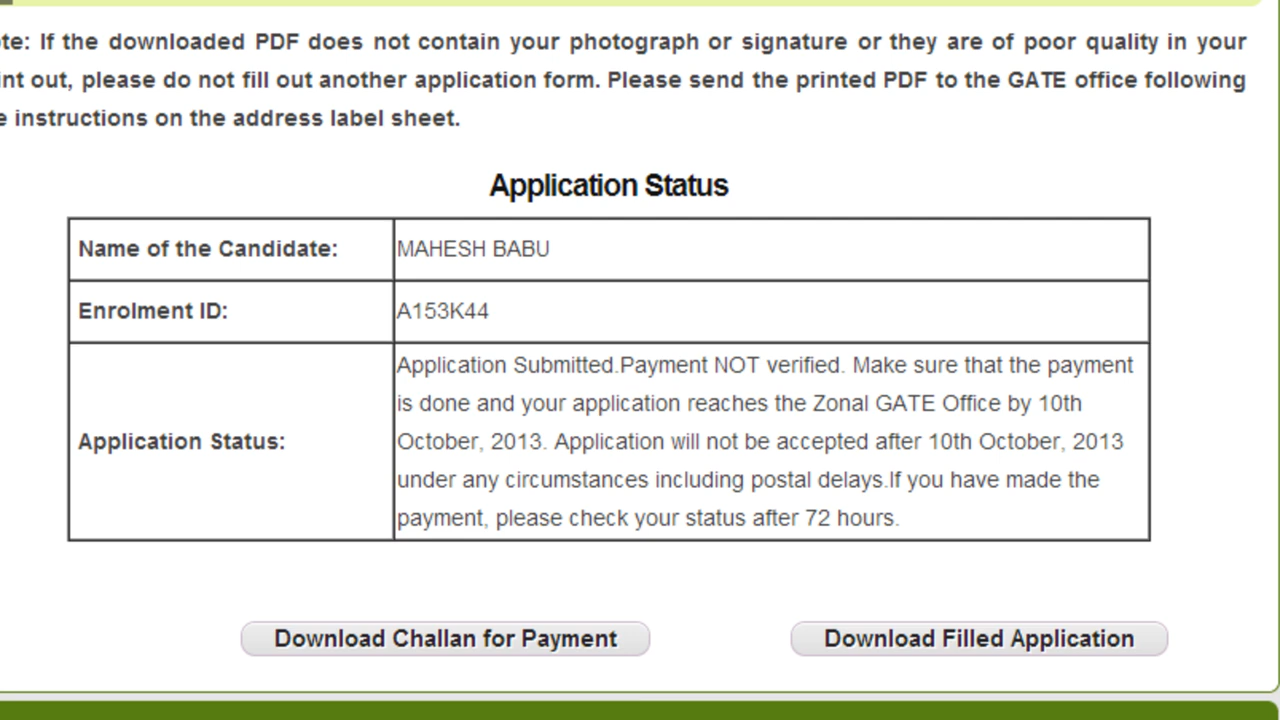 te: If the downloaded PDF does not contain your photograph or signature or they are of poor quality in your
int out, please do not fill out another application form. Please send the printed PDF to the GATE office following
e instructions on the address label sheet.
Application Status
Name of the Candidate: MAHESH BABU
Enrolment ID: A153K44
Application Status:
Application Submitted.Payment NOT verified. Make sure that the payment
is done and your application reaches the Zonal GATE Office by 10th
October, 2013. Application will not be accepted after 10th October, 2013
under any circumstances including postal delays.If you have made the
payment, please check your status after 72 hours.
Download Challan for Payment Download Filled Application